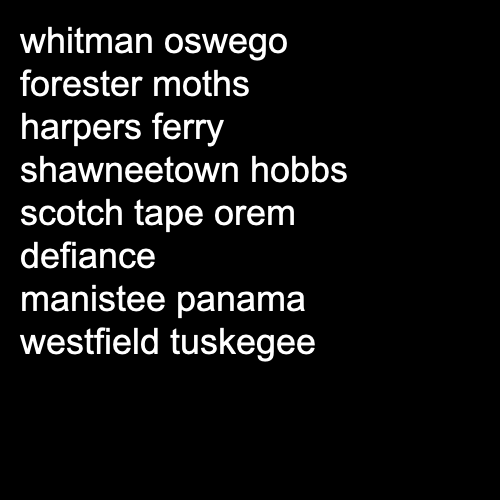 whitman oswego
forester moths
harpers ferry
shawneetown hobbs
scotch tape orem
defiance
manistee panama
westfield tuskegee